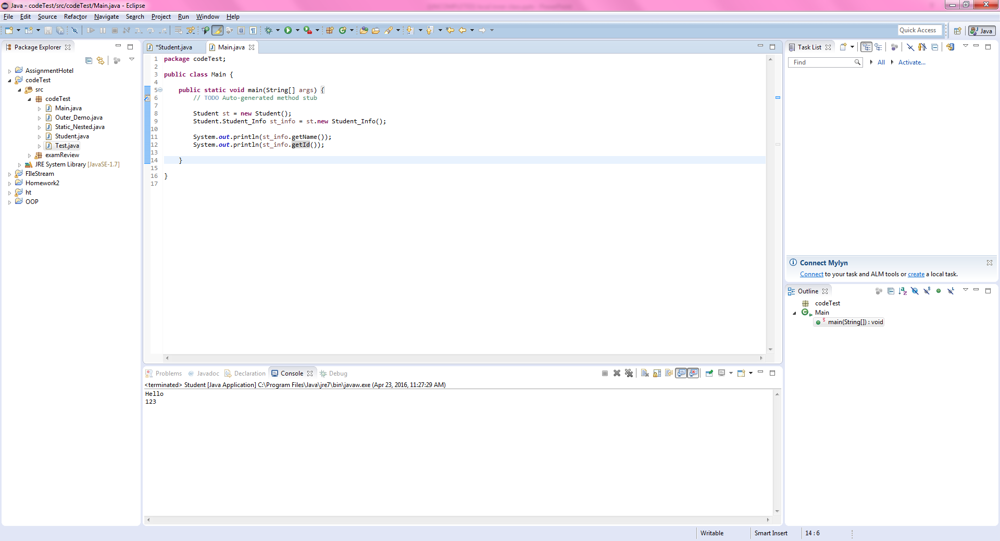 Java - codeTest/src/codeTest/Main.java - Eclipse
File Edit Source Refactor Navigate Search Project Run Window Help
Quick Access
Java
Package Explorer
AssignmentHotel
codeTest
src
codeTest
Main.java
Outer_Demo.java
Static_Nested.java
Student.java
Test.java
examReview
JRE System Library [JavaSE-1.7]
FIleStream
Homework2
ht
OOP
*Student.java
Main.java
1 package codeTest;
2
3 public class Main {
4
5 public static void main(String[] args) {
6 // TODO Auto-generated method stub
7
8 Student st = new Student();
9 Student.Student_Info st_info = st.new Student_Info();
10
11 System.out.println(st_info.getName());
12 System.out.println(st_info.getId());
13
14 }
15
16 }
17
Problems @ Javadoc Declaration Console Debug
<terminated> Student [Java Application] C:\Program Files\Java\jre7\bin\javaw.exe (Apr 23, 2016, 11:27:29 AM)
Hello
123
Task List
Find
All
Activate...
Connect Mylyn
Connect to your task and ALM tools or create a local task.
Outline
codeTest
Main
main(String[]) : void
Writable
Smart Insert
14 : 6